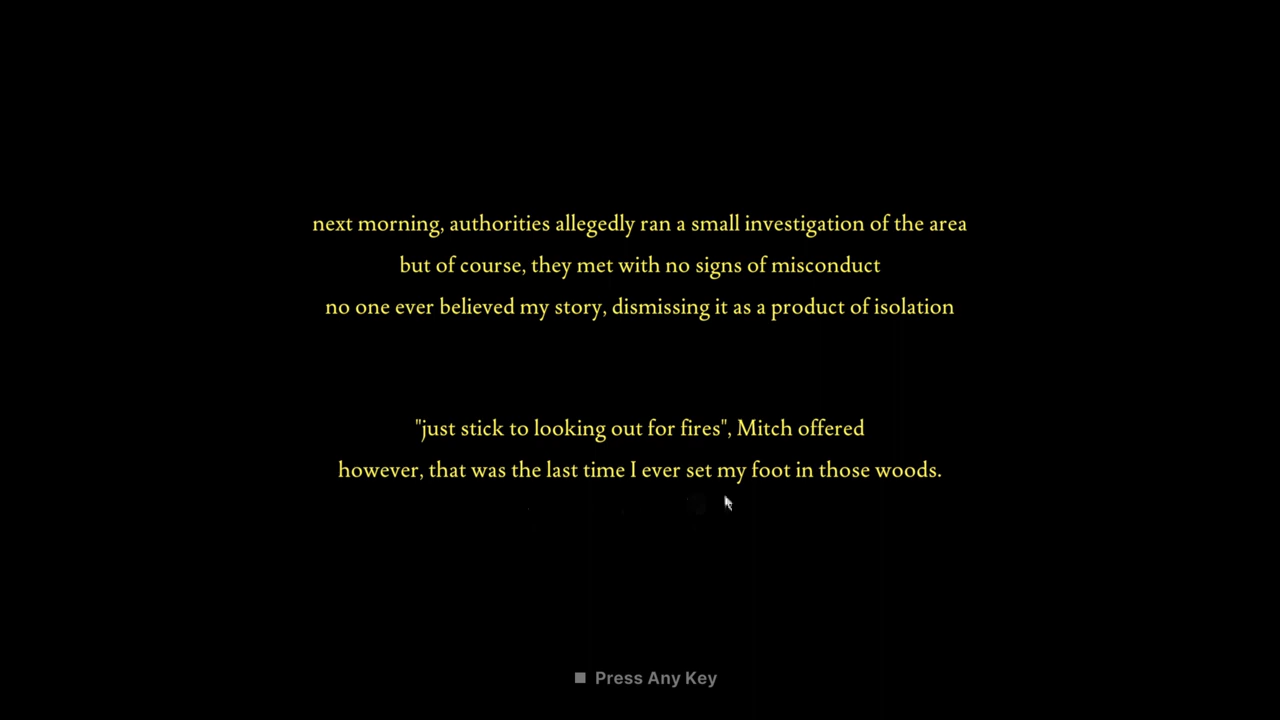 next morning, authorities allegedly ran a small investigation of the area
but of course, they met with no signs of misconduct
no one ever believed my story, dismissing it as a product of isolation
"just stick to looking out for fires", Mitch offered
however, that was the last time I ever set my foot in those woods.
Press Any Key